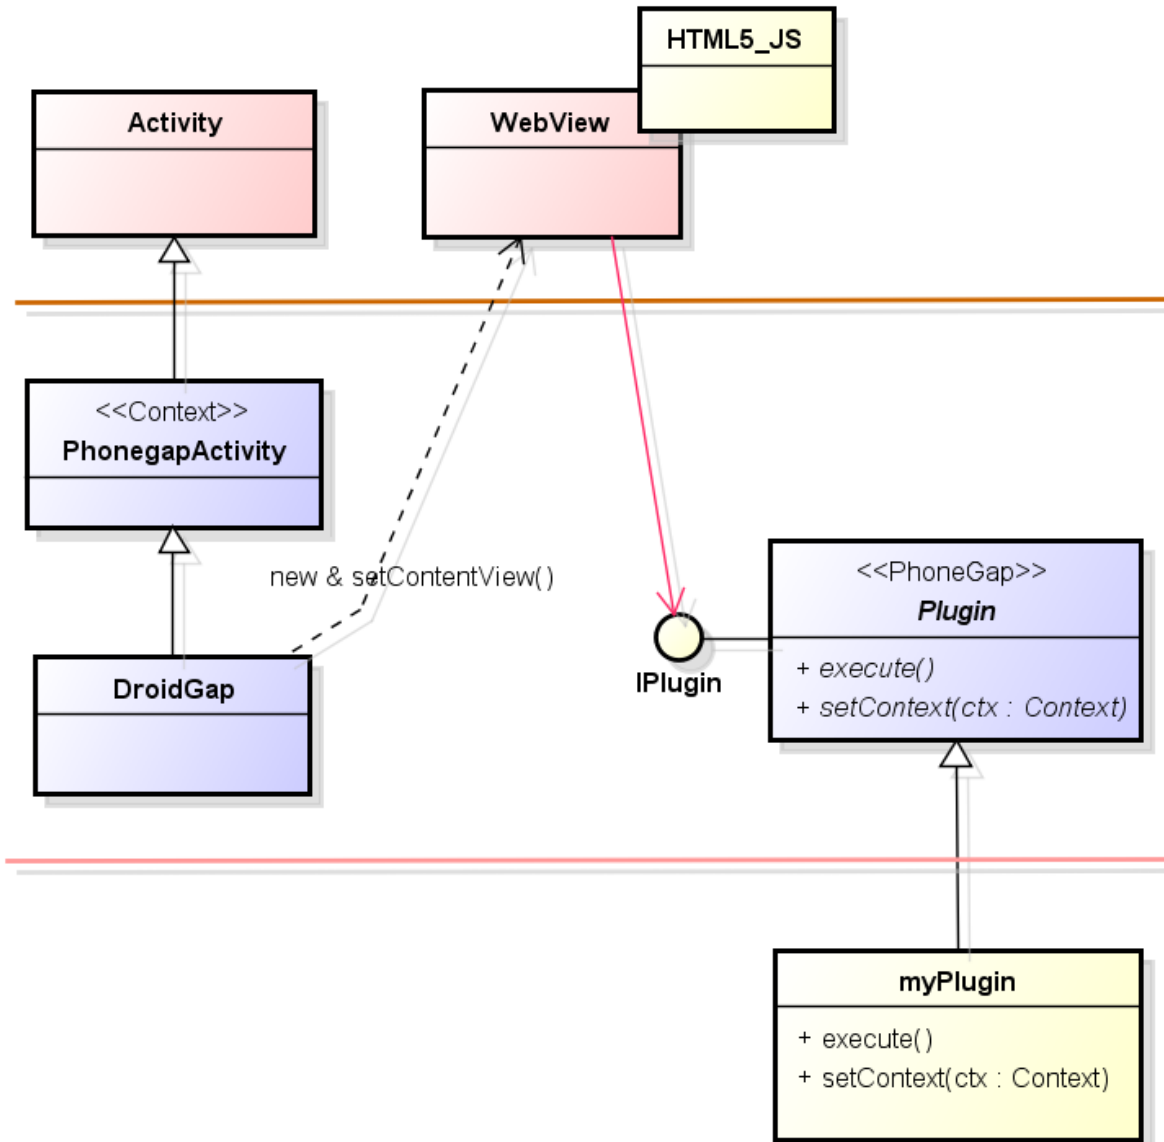 HTML5_JS
Activity
WebView
<<Context>>
PhonegapActivity
new & setContentView()
<<PhoneGap>>
Plugin
+ execute()
+ setContext(ctx : Context)
IPlugin
DroidGap
myPlugin
+ execute()
+ setContext(ctx : Context)